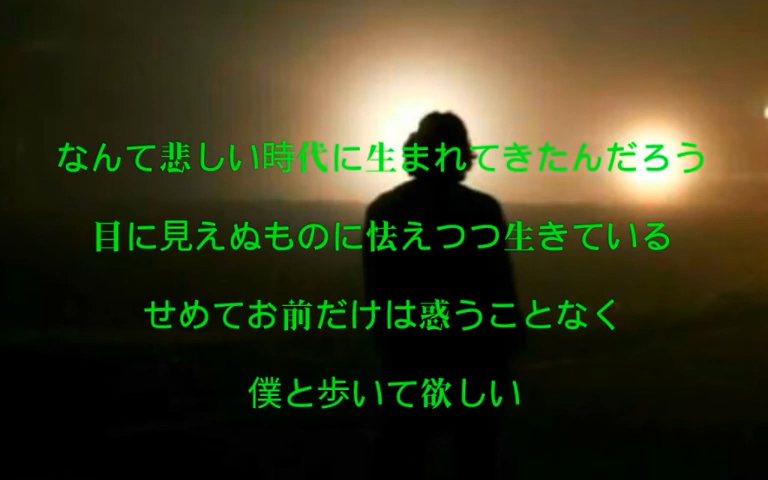 なんて悲しい時代に生まれてきたんだろう
目に見えぬものに怯えつつ生きている
せめてお前だけは惑うことなく
僕と歩いて欲しい